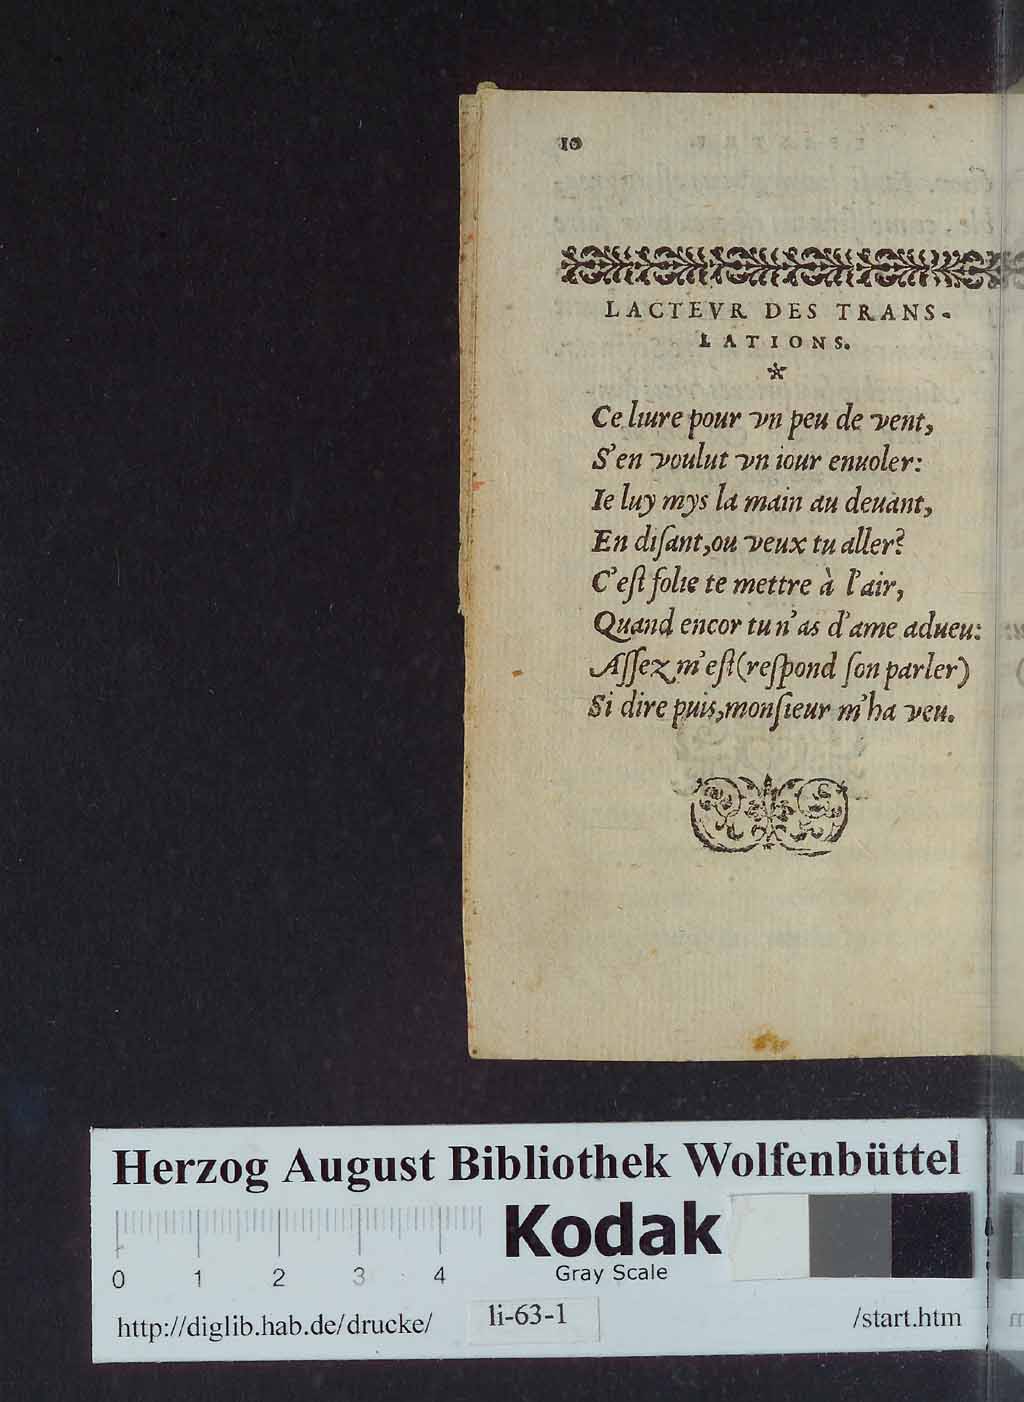 10
LACTEVR DES TRANS-
LATIONS.
*
Ce liure pour vn peu de vent,
S'en voulut vn iour enuoler:
Ie luy mys la main au deuant,
En diſant,ou veux tu aller?
C'eſt folie te mettre à l'air,
Quand encor tu n'as d'ame adueu:
Aſſez m'eſt (reſpond ſon parler)
Si dire puis,monſieur m'ha veu.
Herzog August Bibliothek Wolfenbüttel
Kodak
Gray Scale
0 1 2 3 4
http://diglib.hab.de/drucke/ li-63-1 /start.htm